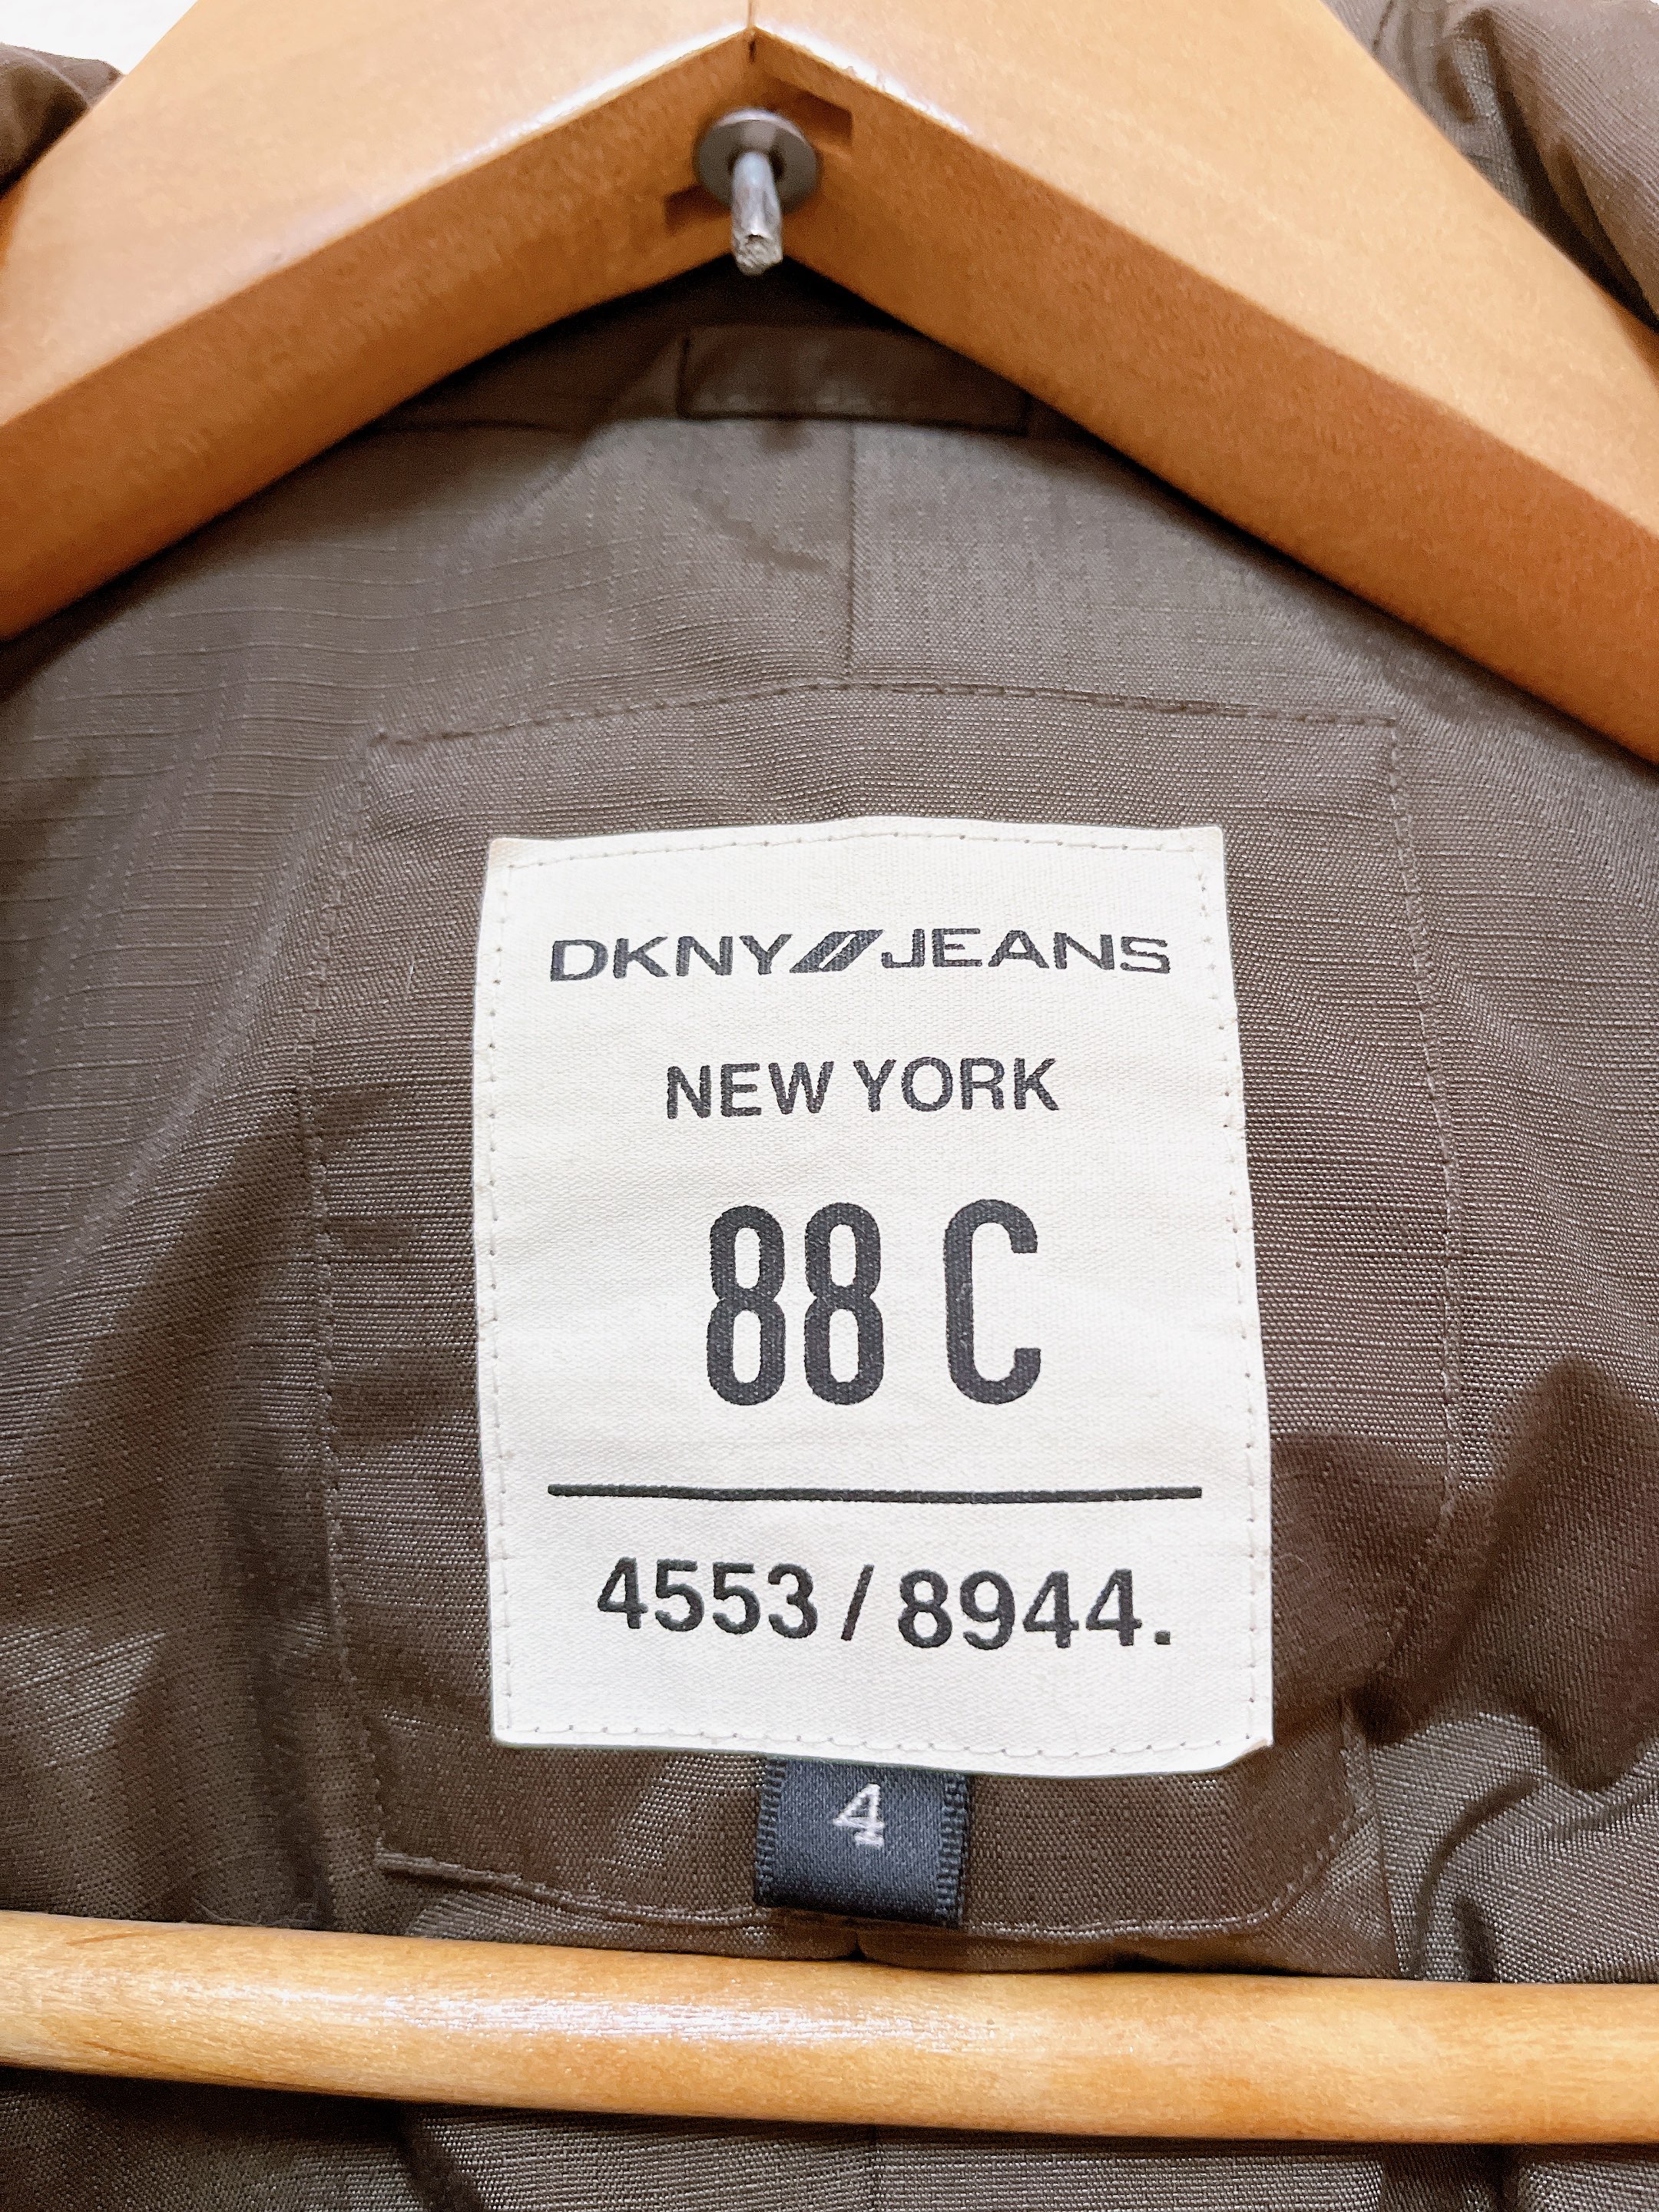 DKNY JEANS
NEW YORK
88 C
4553 / 8944.
4